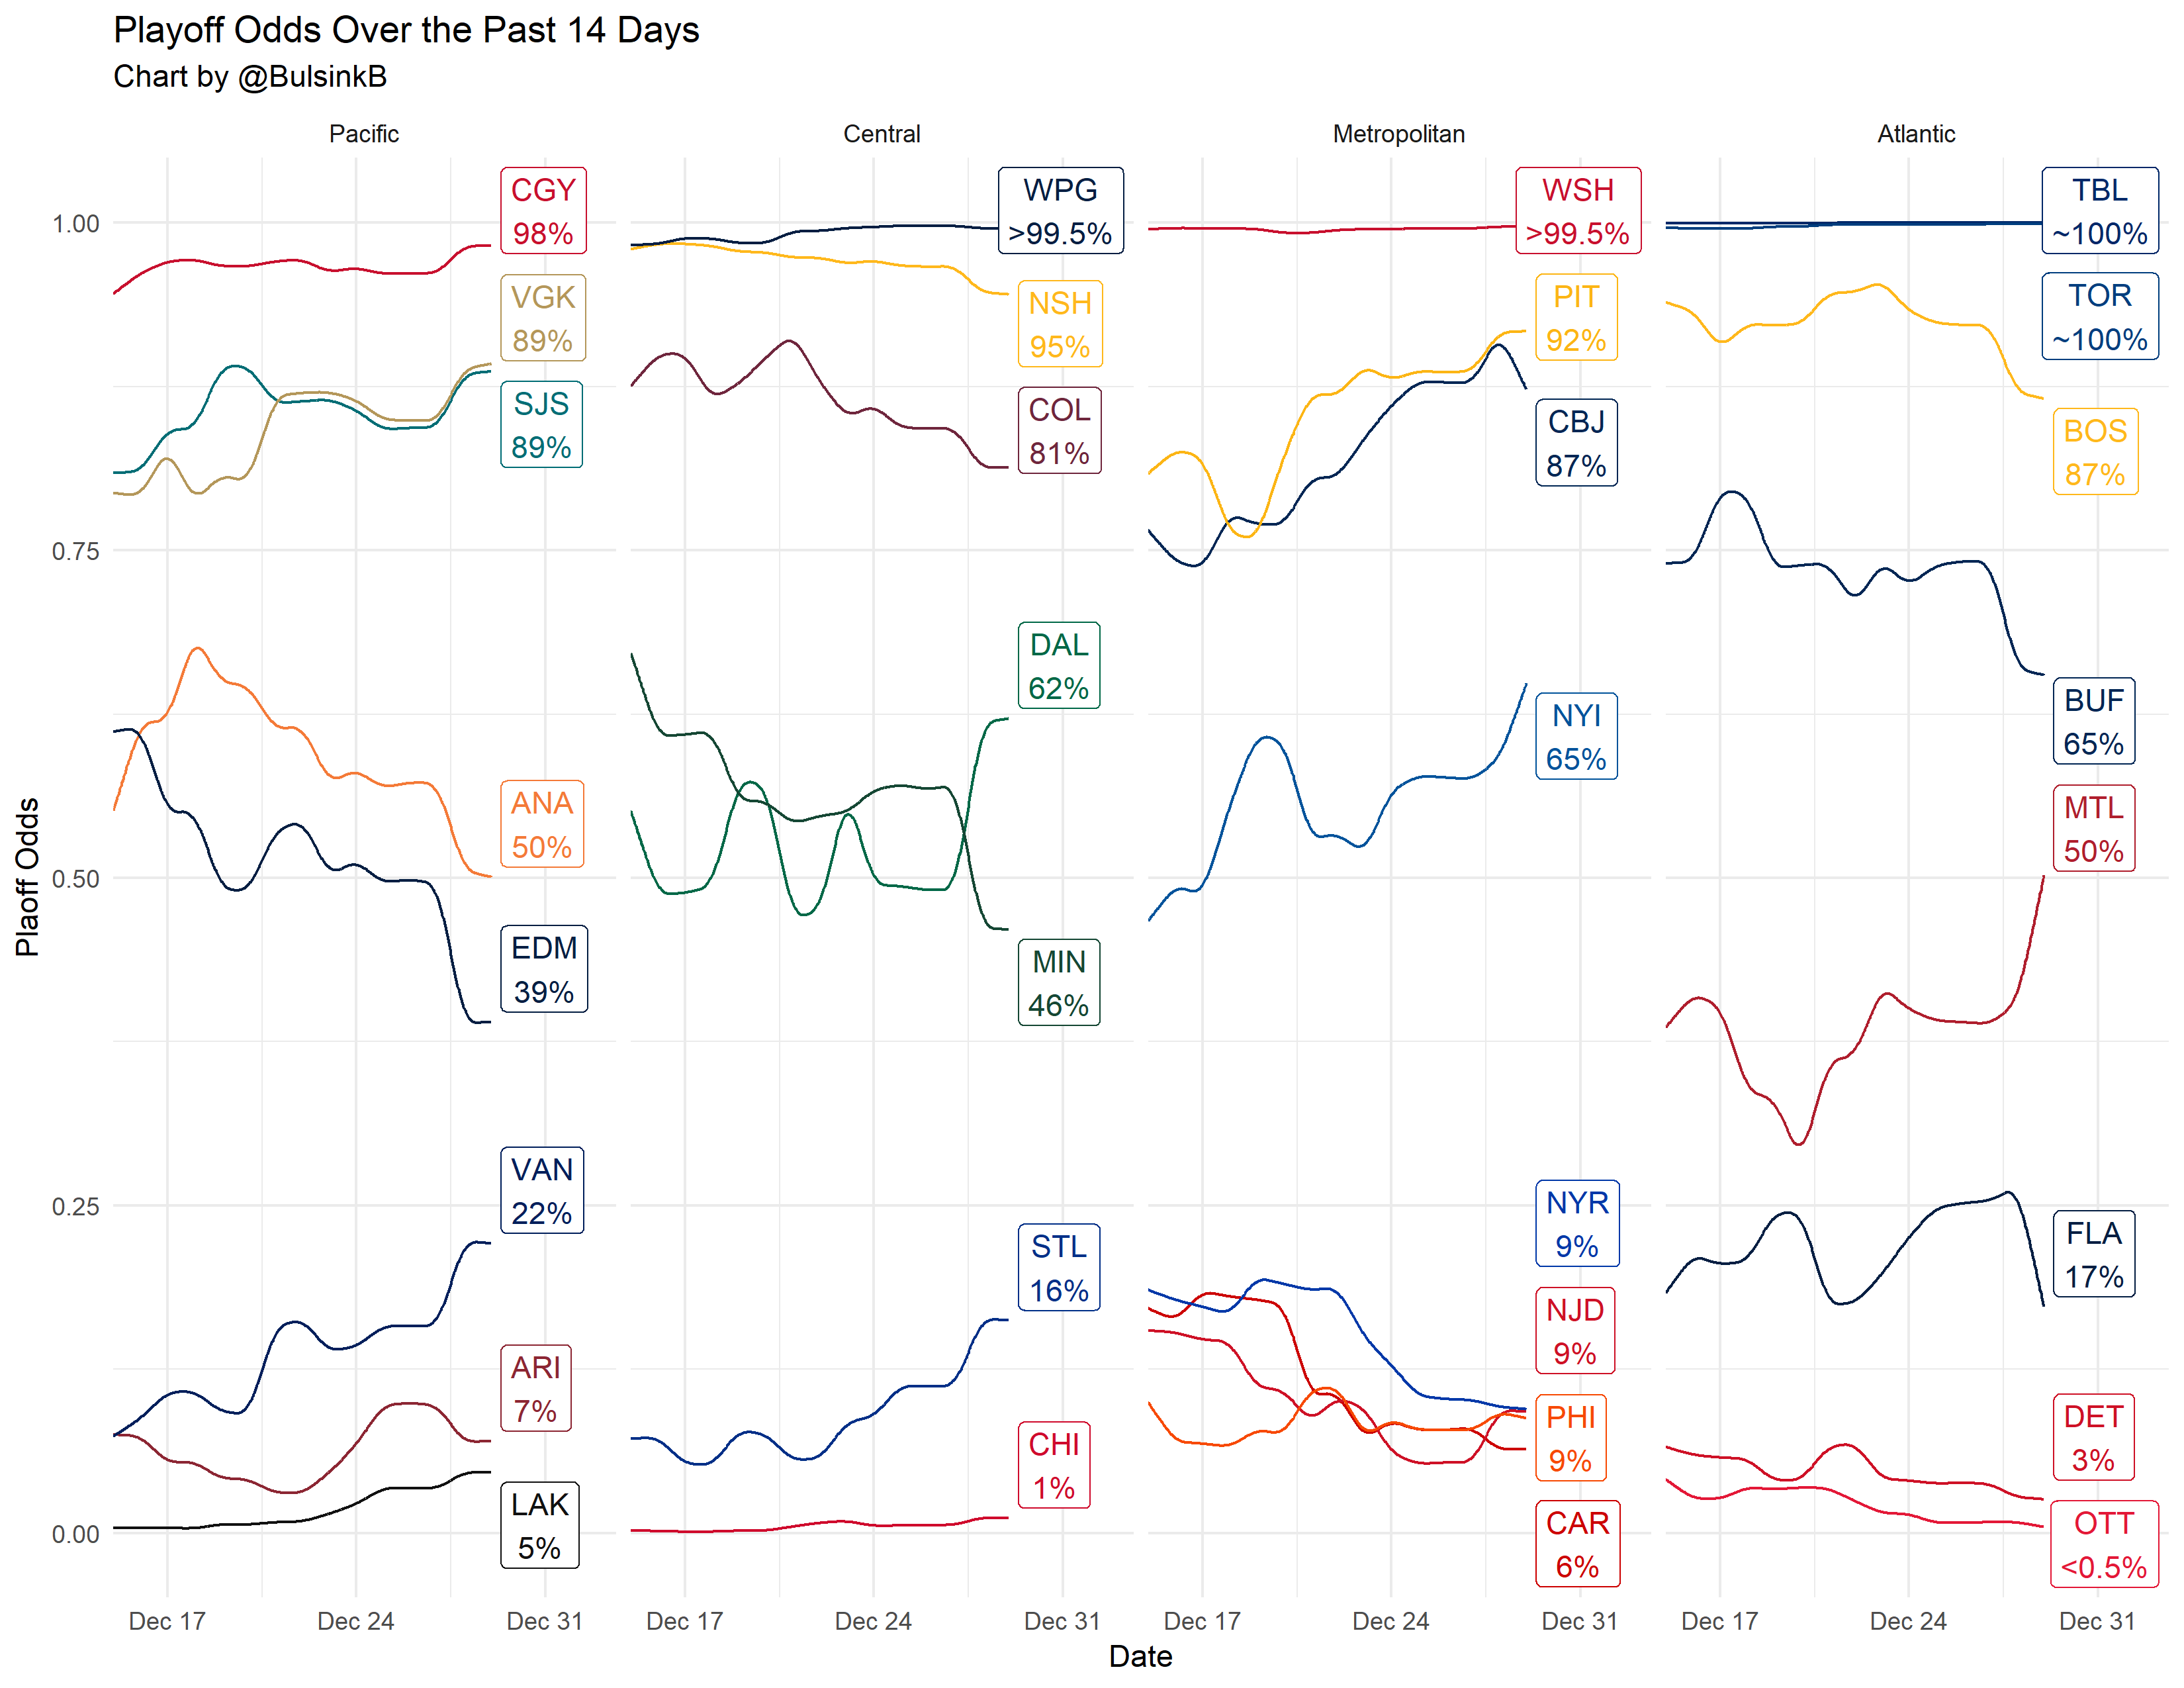 Playoff Odds Over the Past 14 Days
Chart by @BulsinkB
Pacific
Central
Metropolitan
Atlantic
Plaoff Odds
1.00
0.75
0.50
0.25
0.00
CGY
98%
VGK
89%
SJS
89%
ANA
50%
EDM
39%
VAN
22%
ARI
7%
LAK
5%
WPG
>99.5%
NSH
95%
COL
81%
DAL
62%
MIN
46%
STL
16%
CHI
1%
WSH
>99.5%
PIT
92%
CBJ
87%
NYI
65%
NYR
9%
NJD
9%
PHI
9%
CAR
6%
TBL
~100%
TOR
~100%
BOS
87%
BUF
65%
MTL
50%
FLA
17%
DET
3%
OTT
<0.5%
Dec 17
Dec 24
Dec 31
Dec 17
Dec 24
Dec 31
Dec 17
Dec 24
Dec 31
Dec 17
Dec 24
Dec 31
Date